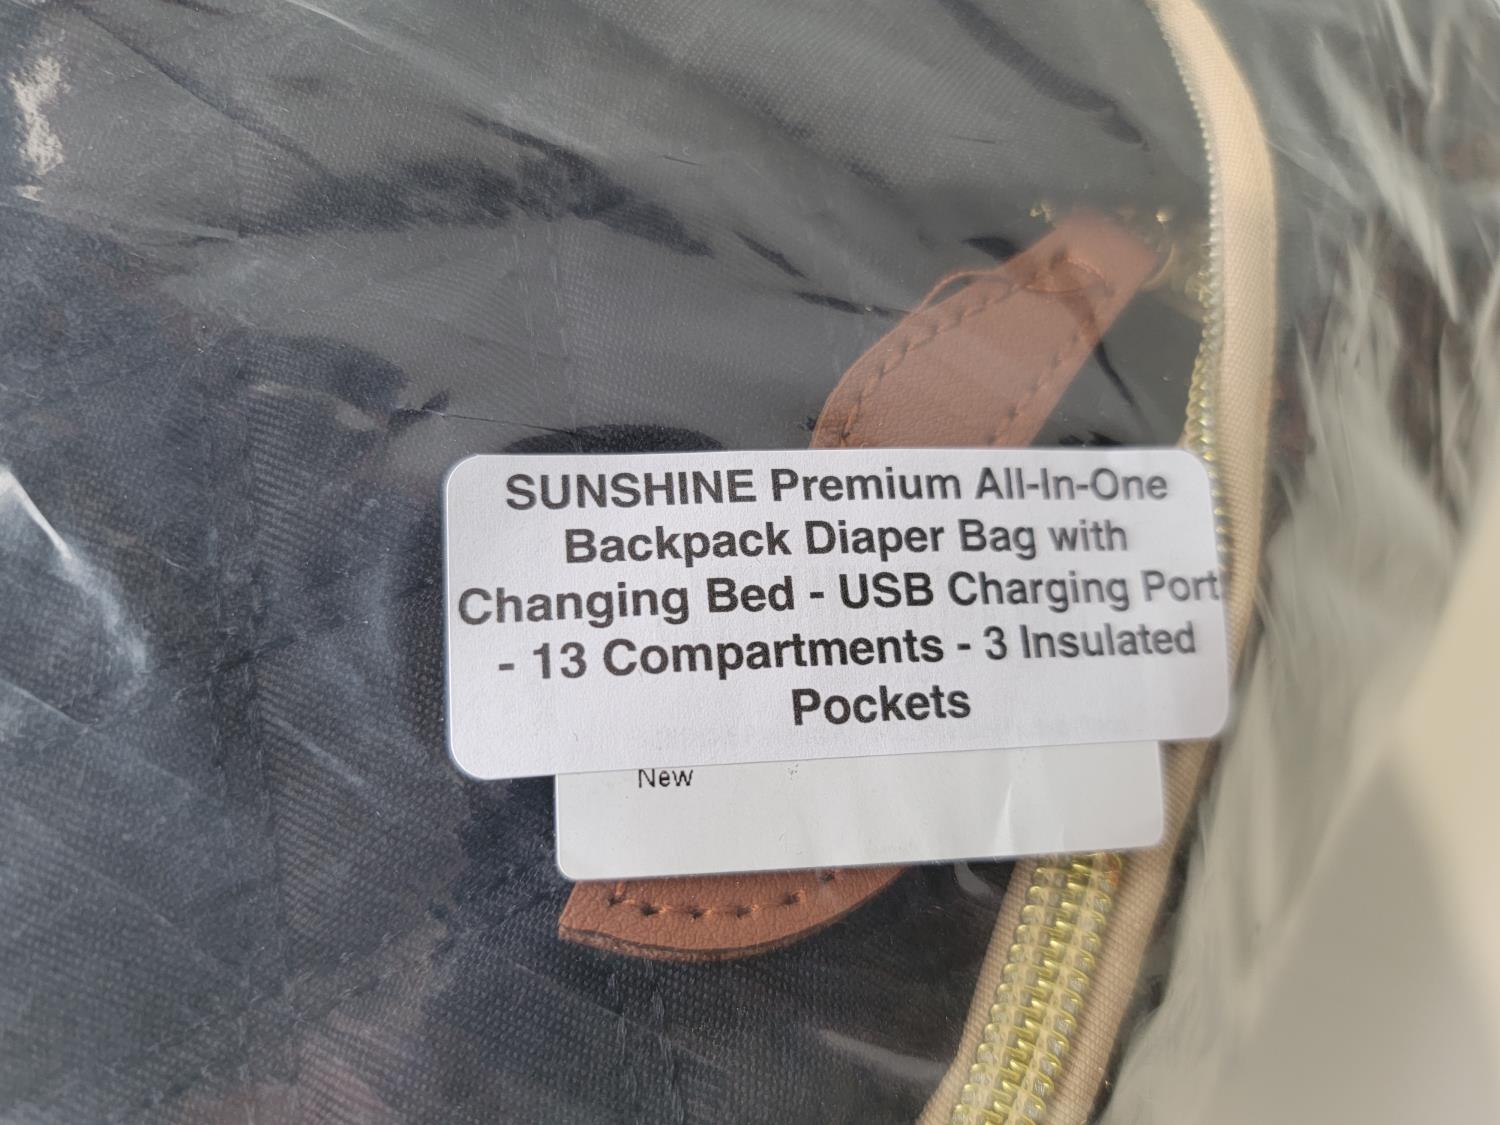 SUNSHINE Premium All-In-One
Backpack Diaper Bag with
Changing Bed - USB Charging Port
- 13 Compartments - 3 Insulated
Pockets
New